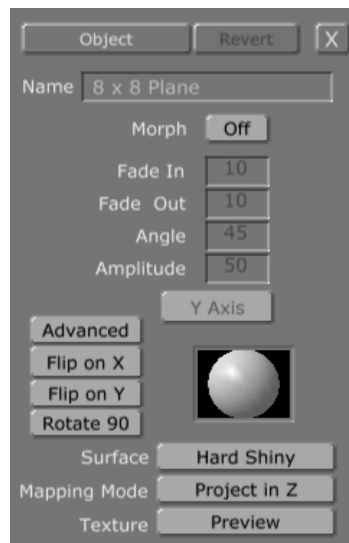 Object Revert X
Name 8 x 8 Plane
Morph Off
Fade In 10
Fade Out 10
Angle 45
Amplitude 50
Y Axis
Advanced
Flip on X
Flip on Y
Rotate 90
Surface Hard Shiny
Mapping Mode Project in Z
Texture Preview